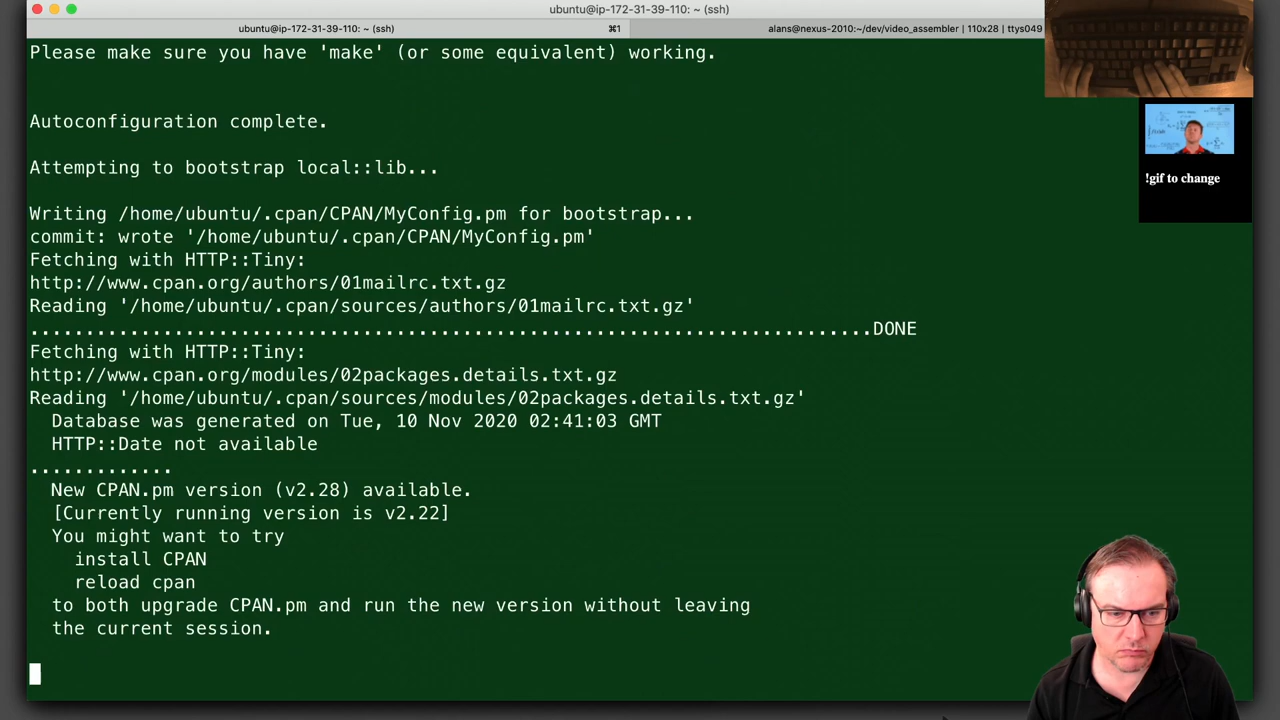 ubuntu@ip-172-31-39-110: ~ (ssh)
ubuntu@ip-172-31-39-110: ~ (ssh) ⌘1
alans@nexus-2010:~/dev/video_assembler | 110x28 | ttys049
Please make sure you have 'make' (or some equivalent) working.
Autoconfiguration complete.
Attempting to bootstrap local::lib...
Writing /home/ubuntu/.cpan/CPAN/MyConfig.pm for bootstrap...
commit: wrote '/home/ubuntu/.cpan/CPAN/MyConfig.pm'
Fetching with HTTP::Tiny:
http://www.cpan.org/authors/01mailrc.txt.gz
Reading '/home/ubuntu/.cpan/sources/authors/01mailrc.txt.gz'
............................................................................DONE
Fetching with HTTP::Tiny:
http://www.cpan.org/modules/02packages.details.txt.gz
Reading '/home/ubuntu/.cpan/sources/modules/02packages.details.txt.gz'
Database was generated on Tue, 10 Nov 2020 02:41:03 GMT
HTTP::Date not available
.............
New CPAN.pm version (v2.28) available.
[Currently running version is v2.22]
You might want to try
install CPAN
reload cpan
to both upgrade CPAN.pm and run the new version without leaving
the current session.
!gif to change